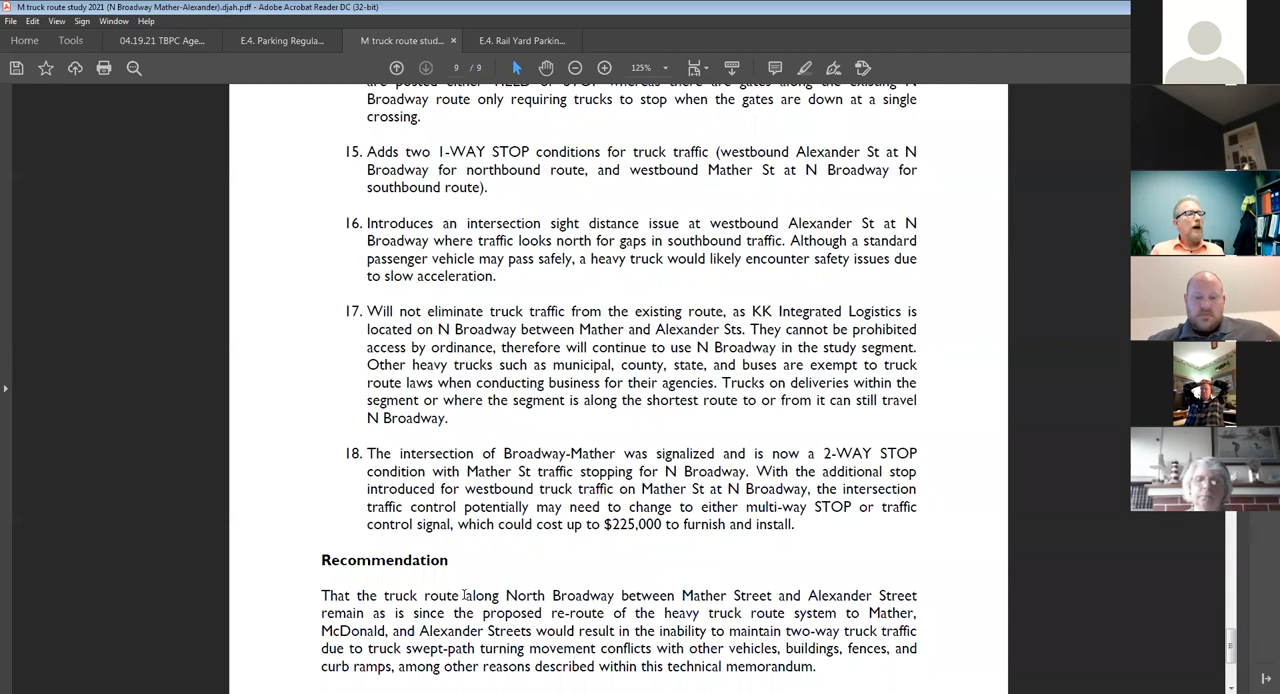 M truck route study 2021 (N Broadway Mather-Alexander).djah.pdf - Adobe Acrobat Reader DC (32-bit)
File Edit View Sign Window Help
Home Tools 04.19.21 TBPC Age... E.4. Parking Regula... M truck route stud... × E.4. Rail Yard Parkin...
9 / 9 125%
are posted either YIELD or STOP whereas there are gates along the existing N
Broadway route only requiring trucks to stop when the gates are down at a single
crossing.
15. Adds two 1-WAY STOP conditions for truck traffic (westbound Alexander St at N
Broadway for northbound route, and westbound Mather St at N Broadway for
southbound route).
16. Introduces an intersection sight distance issue at westbound Alexander St at N
Broadway where traffic looks north for gaps in southbound traffic. Although a standard
passenger vehicle may pass safely, a heavy truck would likely encounter safety issues due
to slow acceleration.
17. Will not eliminate truck traffic from the existing route, as KK Integrated Logistics is
located on N Broadway between Mather and Alexander Sts. They cannot be prohibited
access by ordinance, therefore will continue to use N Broadway in the study segment.
Other heavy trucks such as municipal, county, state, and buses are exempt to truck
route laws when conducting business for their agencies. Trucks on deliveries within the
segment or where the segment is along the shortest route to or from it can still travel
N Broadway.
18. The intersection of Broadway-Mather was signalized and is now a 2-WAY STOP
condition with Mather St traffic stopping for N Broadway. With the additional stop
introduced for westbound truck traffic on Mather St at N Broadway, the intersection
traffic control potentially may need to change to either multi-way STOP or traffic
control signal, which could cost up to $225,000 to furnish and install.
Recommendation
That the truck route along North Broadway between Mather Street and Alexander Street
remain as is since the proposed re-route of the heavy truck route system to Mather,
McDonald, and Alexander Streets would result in the inability to maintain two-way truck traffic
due to truck swept-path turning movement conflicts with other vehicles, buildings, fences, and
curb ramps, among other reasons described within this technical memorandum.